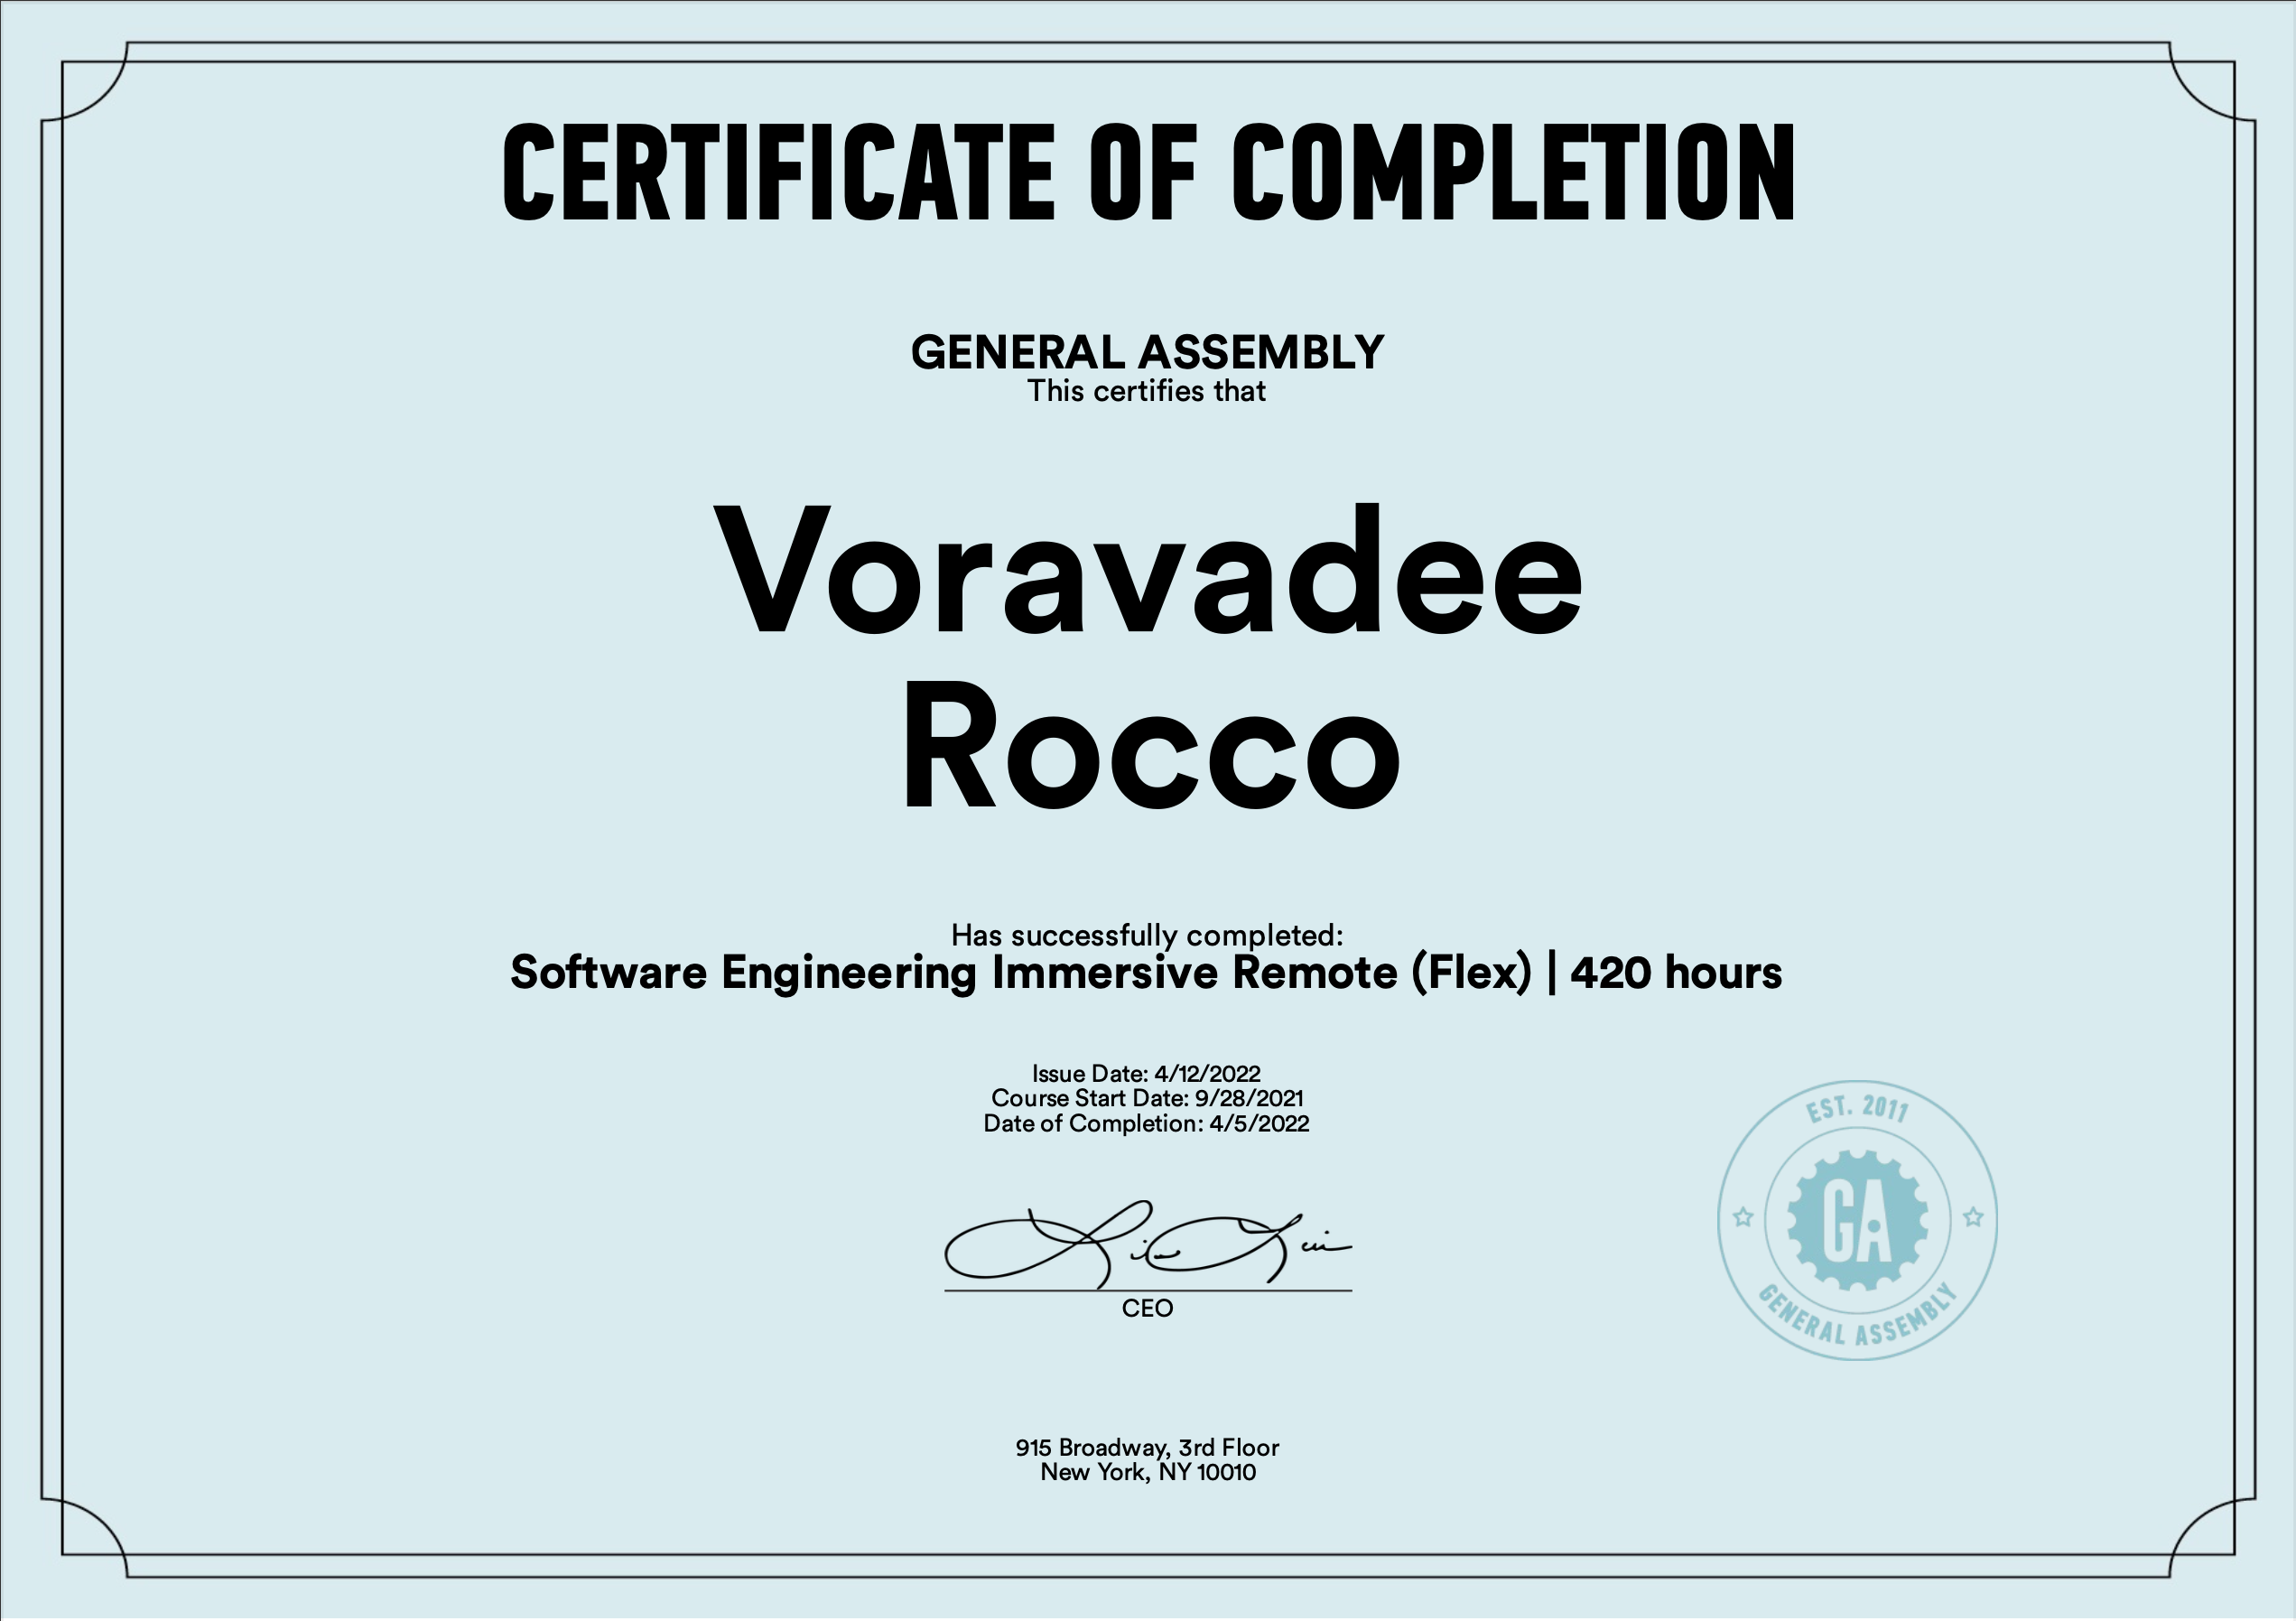 CERTIFICATE OF COMPLETION
GENERAL ASSEMBLY
This certifies that
Voravadee
Rocco
Has successfully completed:
Software Engineering Immersive Remote (Flex) | 420 hours
Issue Date: 4/12/2022
Course Start Date: 9/28/2021
Date of Completion: 4/5/2022
CEO
EST. 2011
GA
GENERAL ASSEMBLY
915 Broadway, 3rd Floor
New York, NY 10010